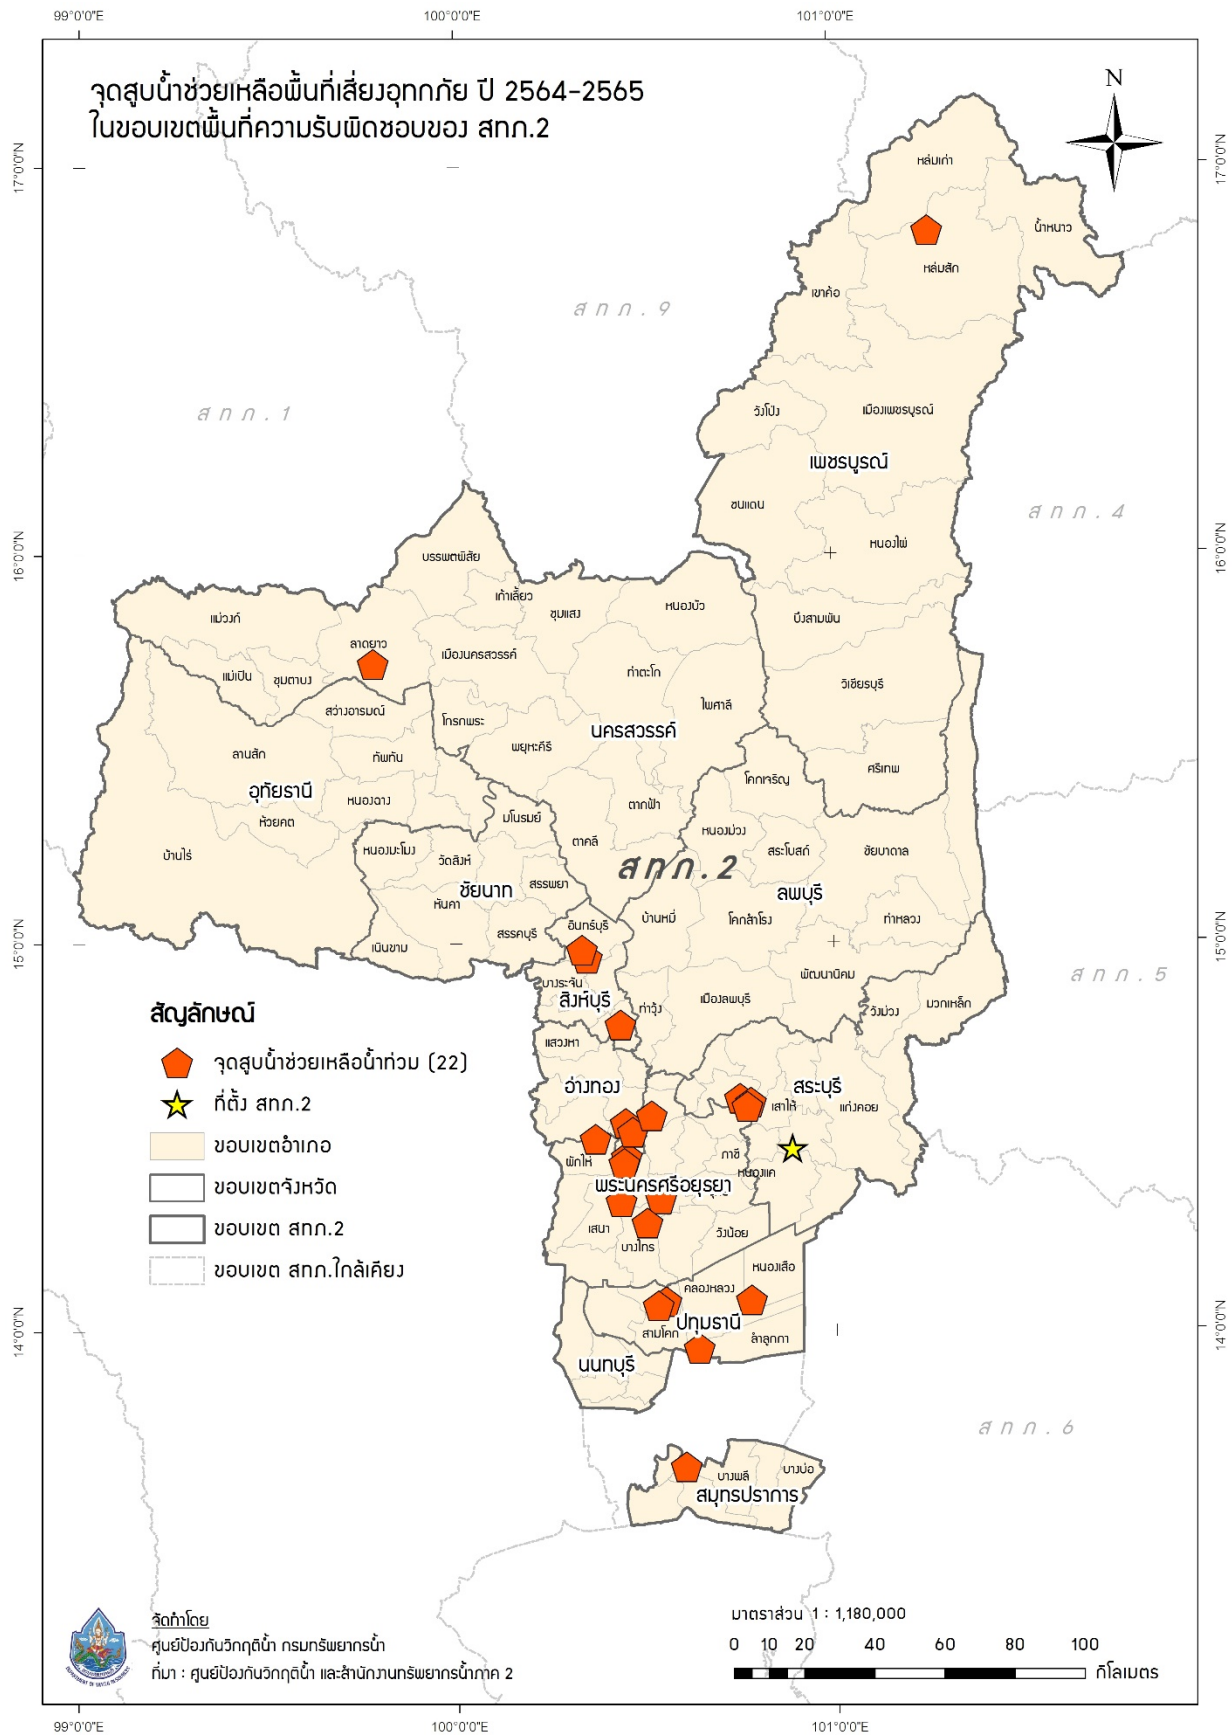 99°0'0"E 100°0'0"E 101°0'0"E
จุดสูบน้ำช่วยเหลือพื้นที่เสี่ยงอุทกภัย ปี 2564-2565
ในขอบเขตพื้นที่ความรับผิดชอบของ สทภ.2
N
17°0'0"N 17°0'0"N
หล่มเก่า
น้ำหนาว
หล่มสัก
เขาค้อ
สทภ.9
สทภ.1
วังโป่ง
เมืองเพชรบูรณ์
เพชรบูรณ์
ชนแดน
สทภ.4
หนองไผ่
16°0'0"N 16°0'0"N
บรรพตพิสัย
เก้าเลี้ยว
ชุมแสง
หนองบัว
แม่วงก์
บึงสามพัน
ลาดยาว
เมืองนครสวรรค์
ท่าตะโก
แม่เปิน
ชุมตาบง
วิเชียรบุรี
ไพศาลี
สว่างอารมณ์
โกรกพระ
นครสวรรค์
ลานสัก
ทัพทัน
พยุหะคีรี
ศรีเทพ
อุทัยธานี
หนองฉาง
โคกเจริญ
ตากฟ้า
ห้วยคต
มโนรมย์
หนองม่วง
บ้านไร่
หนองมะโมง
วัดสิงห์
ตาคลี
สระโบสถ์
ชัยบาดาล
สทภ.2
ชัยนาท
สรรพยา
ลพบุรี
หันคา
อินทร์บุรี
บ้านหมี่
โคกสำโรง
ท่าหลวง
สรรคบุรี
เนินขาม
15°0'0"N 15°0'0"N
พัฒนานิคม
สทภ.5
บางระจัน
สิงห์บุรี
ท่าวุ้ง
เมืองลพบุรี
วังม่วง
มวกเหล็ก
สัญลักษณ์
จุดสูบน้ำช่วยเหลือน้ำท่วม (22)
ที่ตั้ง สทภ.2
ขอบเขตอำเภอ
ขอบเขตจังหวัด
ขอบเขต สทภ.2
ขอบเขต สทภ.ใกล้เคียง
แสวงหา
อ่างทอง
สระบุรี
เสาไห้
แก่งคอย
ผักไห่
ภาชี
หนองแค
พระนครศรีอยุธยา
เสนา
บางไทร
วังน้อย
หนองเสือ
คลองหลวง
14°0'0"N 14°0'0"N
สามโคก
ปทุมธานี
ลำลูกกา
นนทบุรี
สทภ.6
บางพลี
บางบ่อ
สมุทรปราการ
จัดทำโดย
ศูนย์ป้องกันวิกฤติน้ำ กรมทรัพยากรน้ำ
ที่มา : ศูนย์ป้องกันวิกฤติน้ำ และสำนักงานทรัพยากรน้ำภาค 2
มาตราส่วน 1 : 1,180,000
0 10 20 40 60 80 100
กิโลเมตร
99°0'0"E 100°0'0"E 101°0'0"E